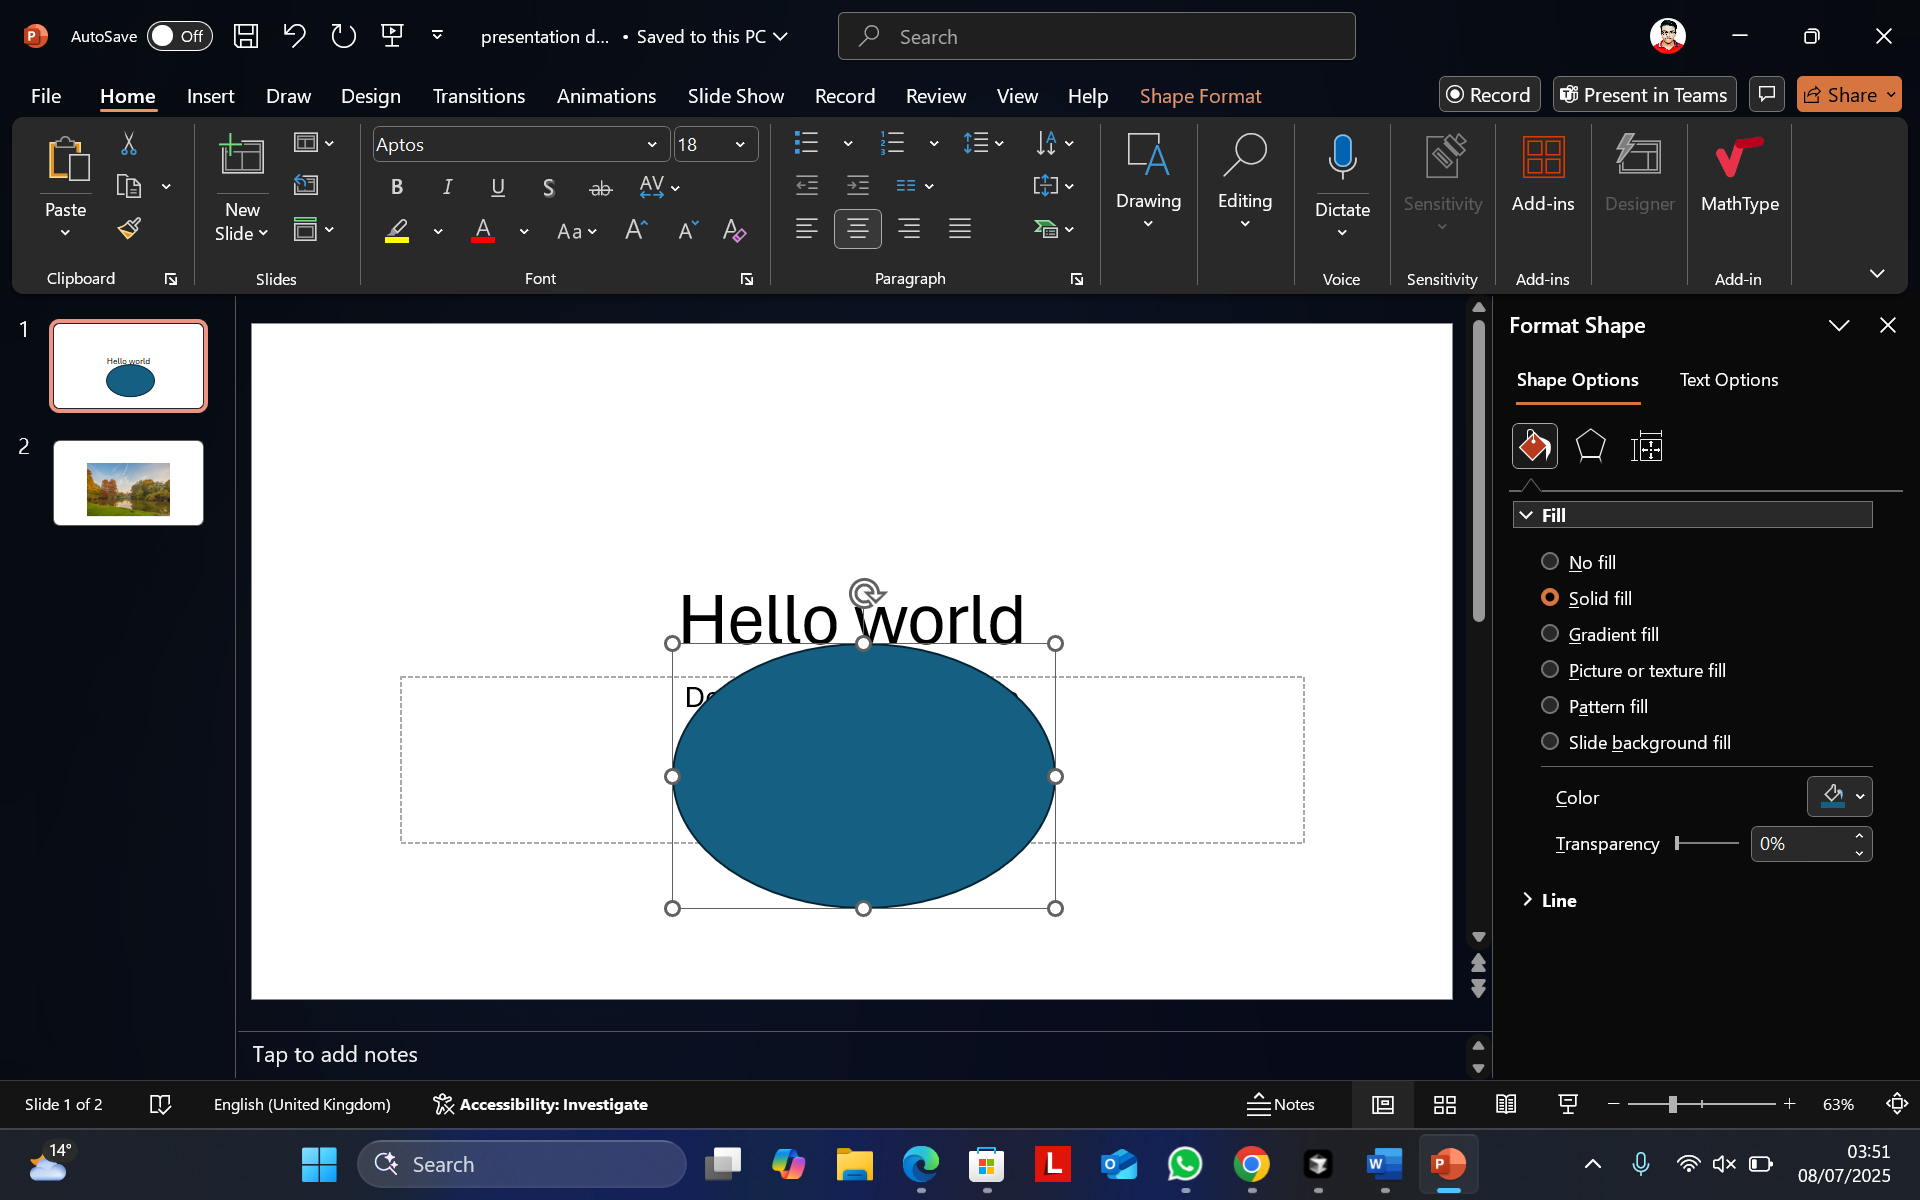 AutoSave Off presentation d... • Saved to this PC Search
File Home Insert Draw Design Transitions Animations Slide Show Record Review View Help Shape Format Record Present in Teams Share
Paste
New
Slide
Aptos 18
B I U S ab AV
Aa A A
Drawing
Editing
Dictate
Sensitivity
Add-ins
Designer
MathType
Clipboard Slides Font Paragraph Voice Sensitivity Add-ins Add-in
1
Hello world
2
Hello world
Format Shape
Shape Options Text Options
Fill
No fill
Solid fill
Gradient fill
Picture or texture fill
Pattern fill
Slide background fill
Color
Transparency 0%
Line
Tap to add notes
Slide 1 of 2 English (United Kingdom) Accessibility: Investigate Notes 63%
14° Search 03:51
08/07/2025